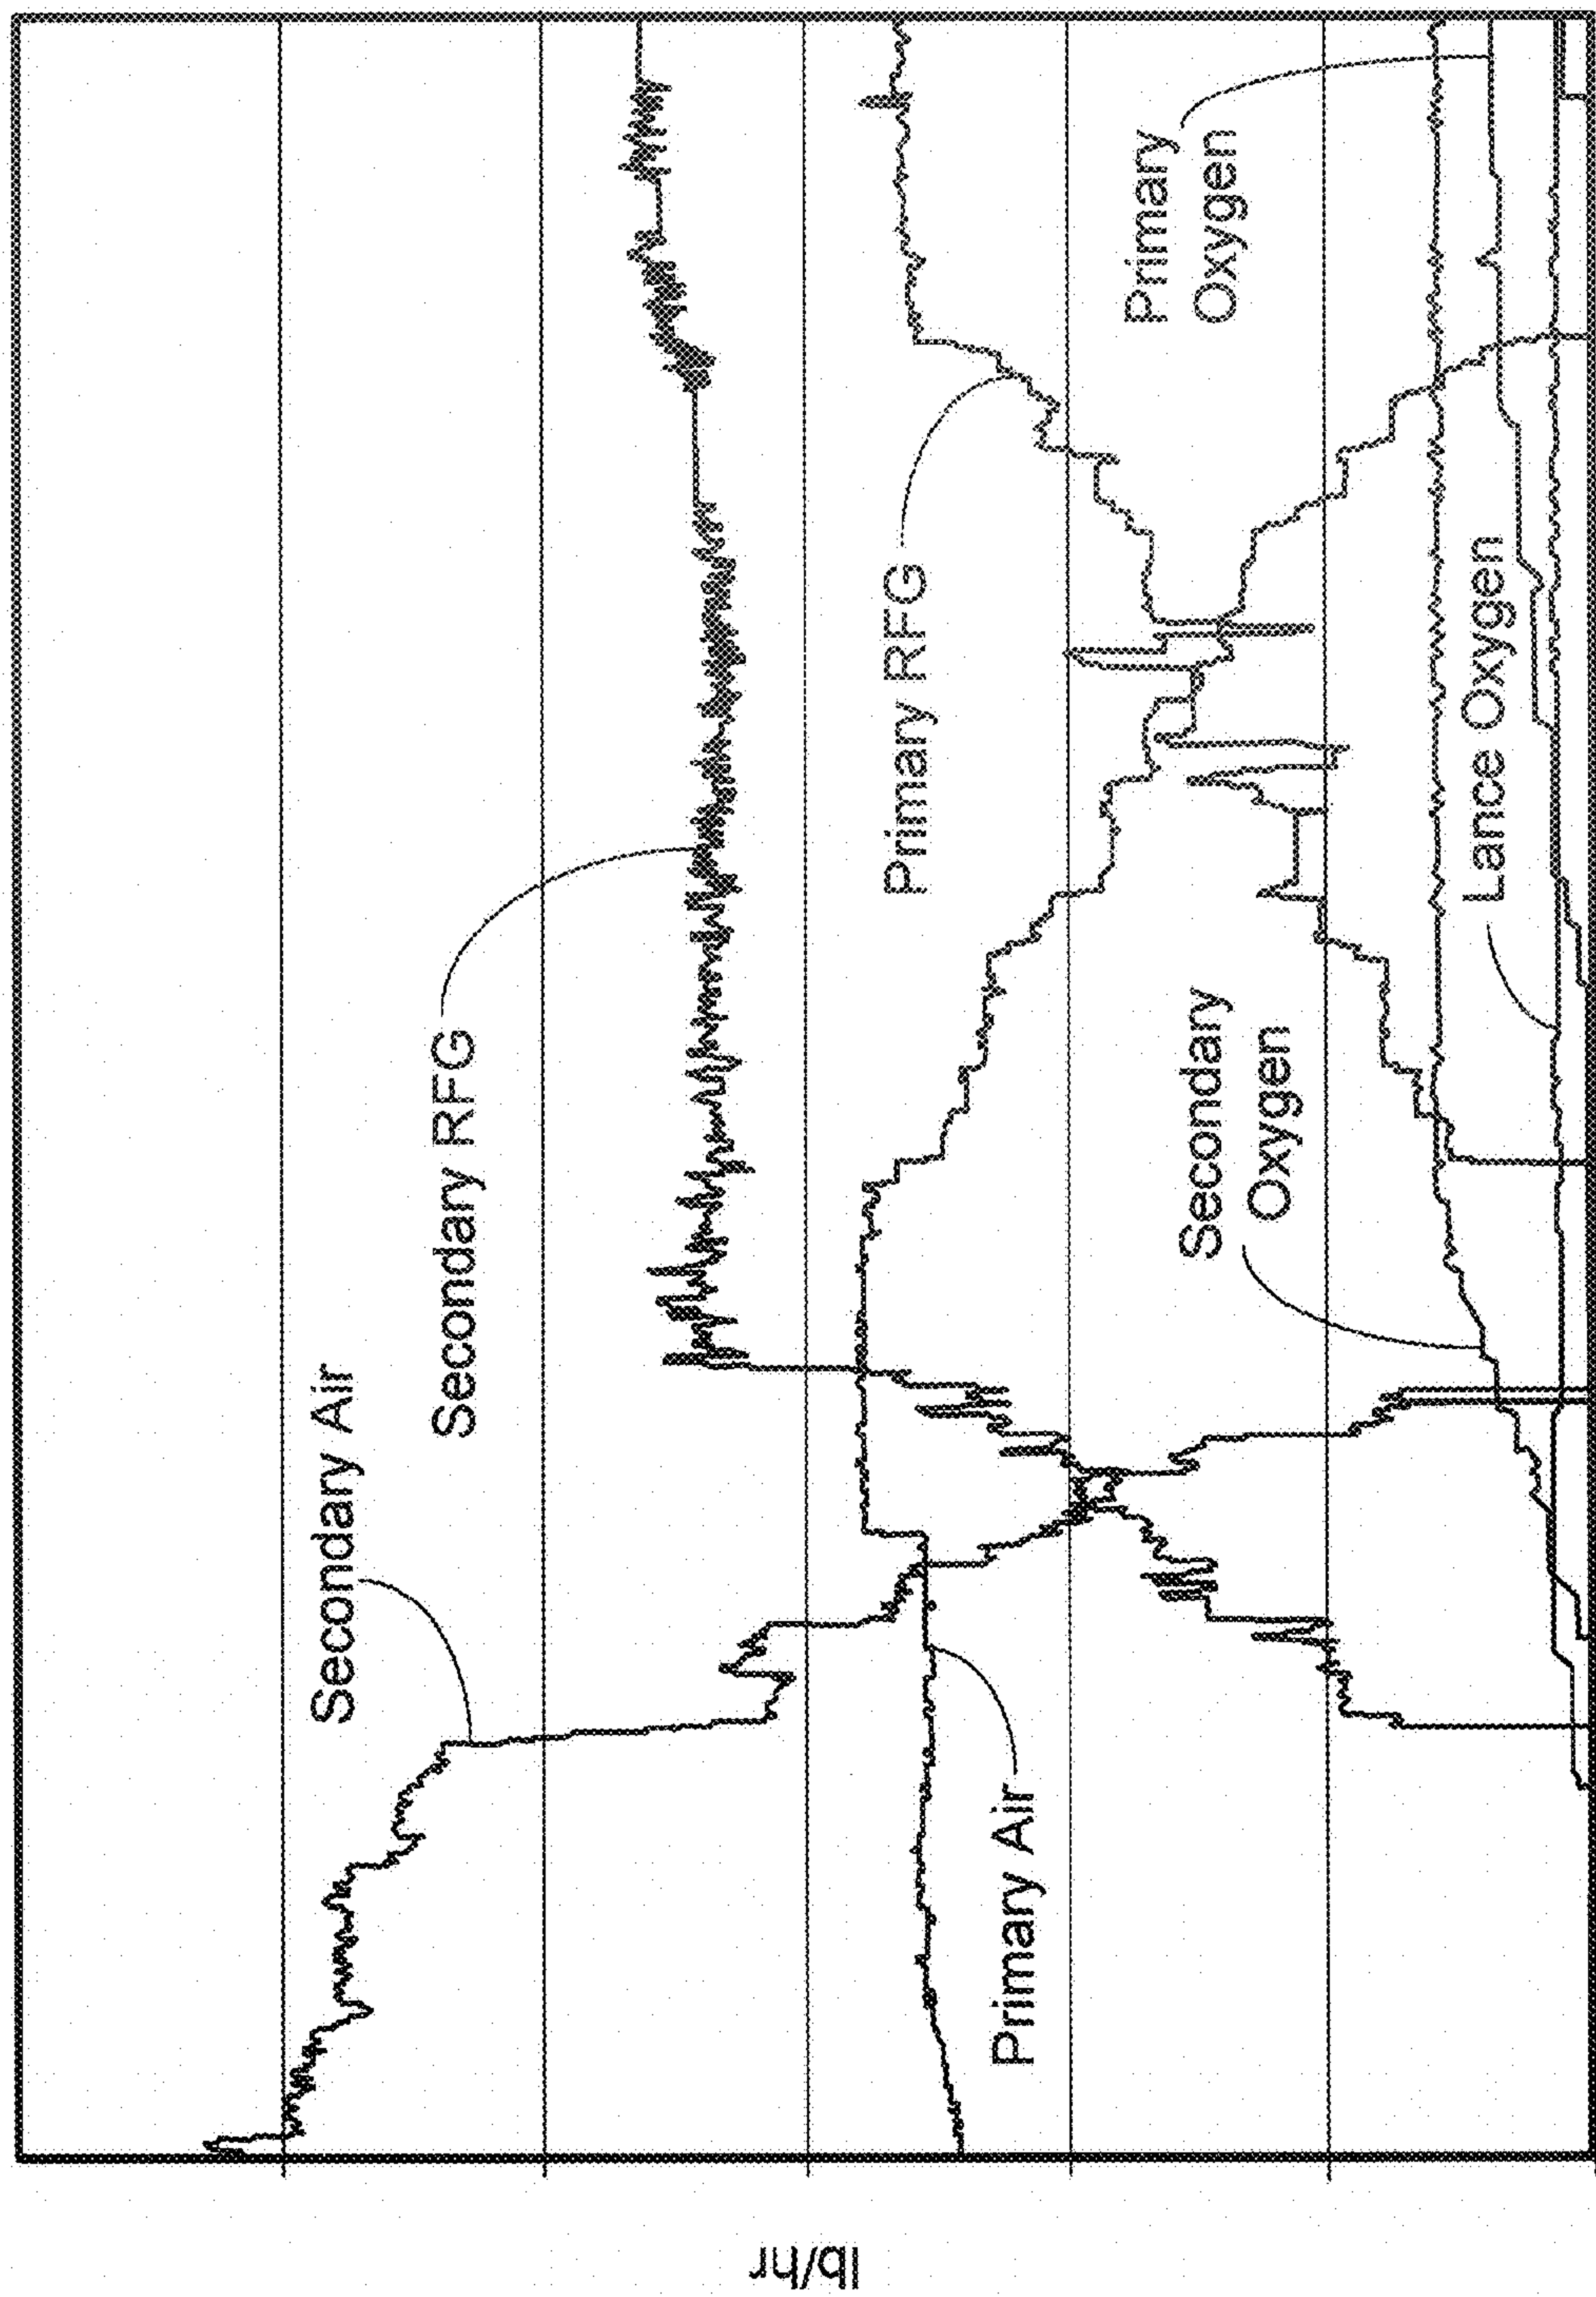 Secondary Air
Secondary RFG
Primary RFG
Primary
Oxygen
Secondary
Oxygen
Lance Oxygen
Primary Air
lb/hr